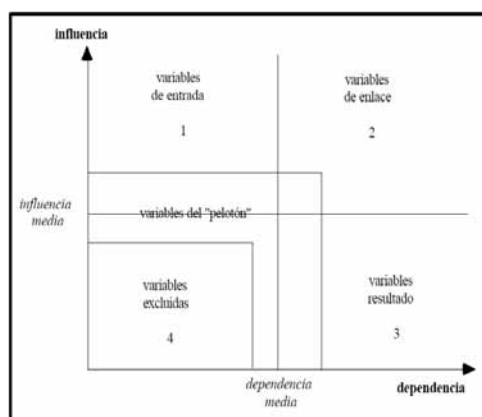 influencia
variables
de entrada
1
variables
de enlace
2
influencia
media
variables del "pelotón"
variables
excluidas
4
variables
resultado
3
dependencia
media
dependencia